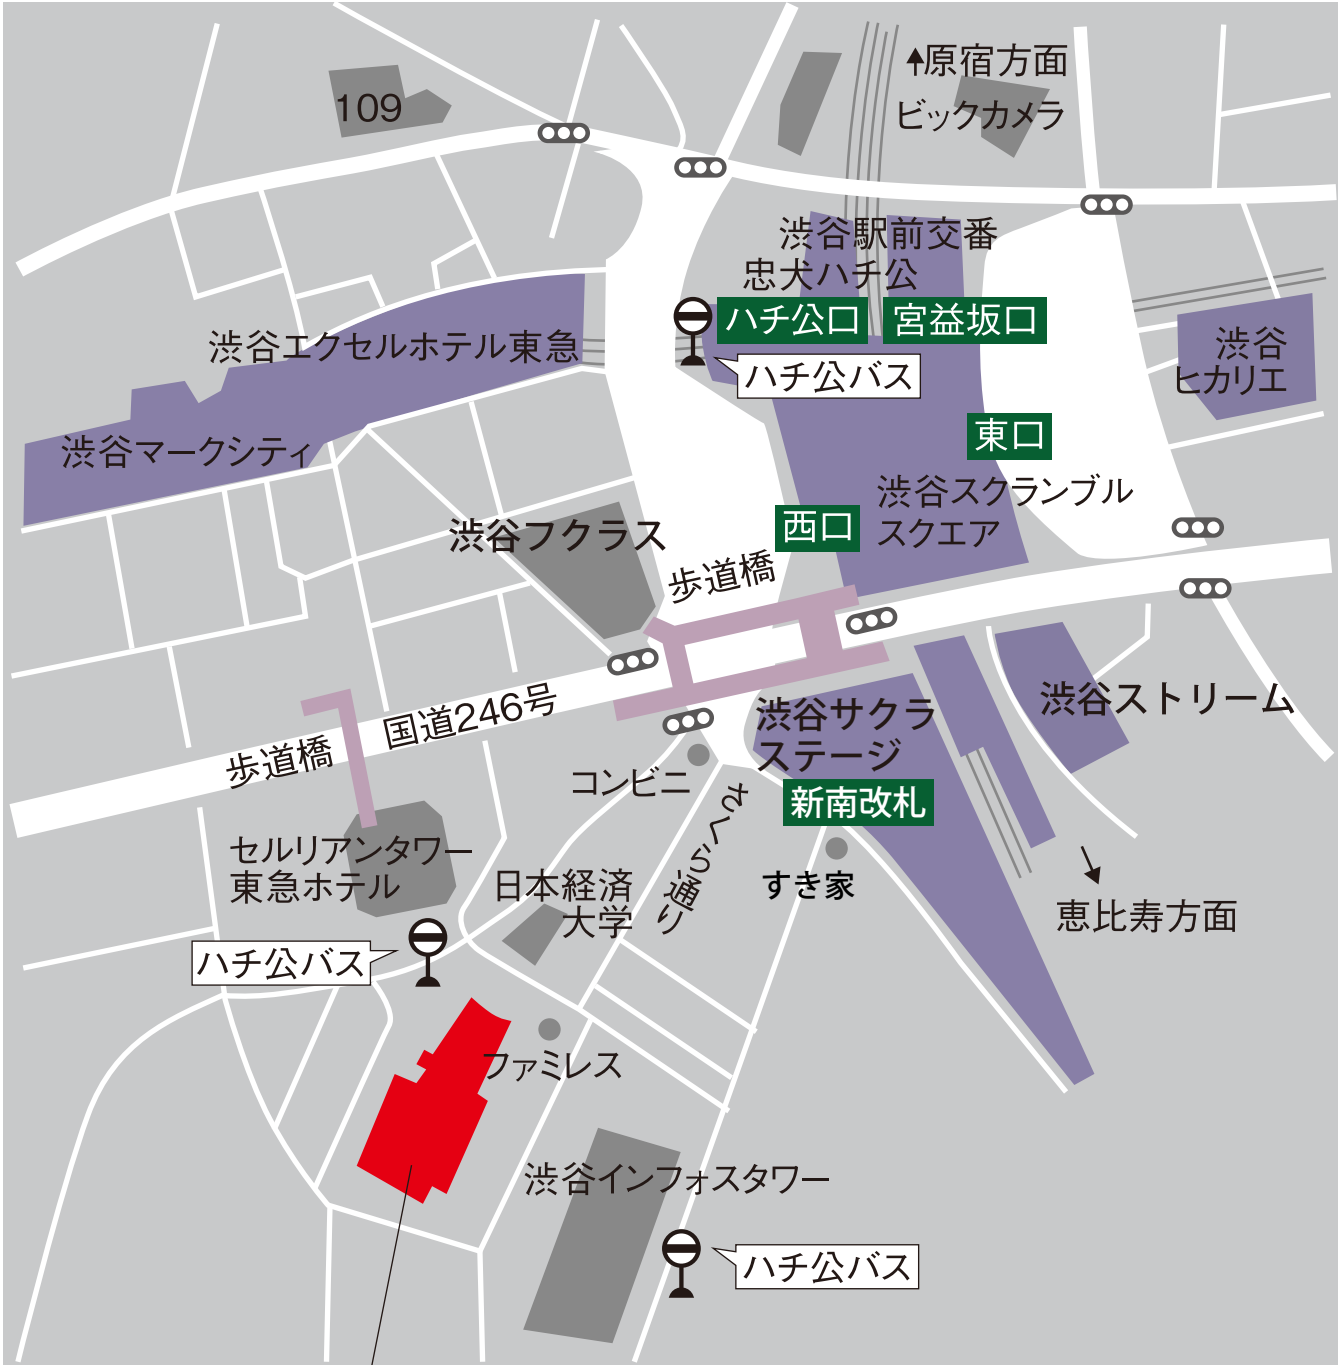 原宿方面
109
ビックカメラ
渋谷駅前交番
忠犬ハチ公
ハチ公口
宮益坂口
渋谷エクセルホテル東急
ハチ公バス
渋谷
ヒカリエ
渋谷マークシティ
東口
渋谷スクランブル
スクエア
西口
渋谷フクラス
歩道橋
国道246号
歩道橋
渋谷ストリーム
渋谷サクラ
ステージ
新南改札
コンビニ
さくら通り
セルリアンタワー
東急ホテル
日本経済
大学
すき家
恵比寿方面
ハチ公バス
ファミレス
渋谷インフォスタワー
ハチ公バス